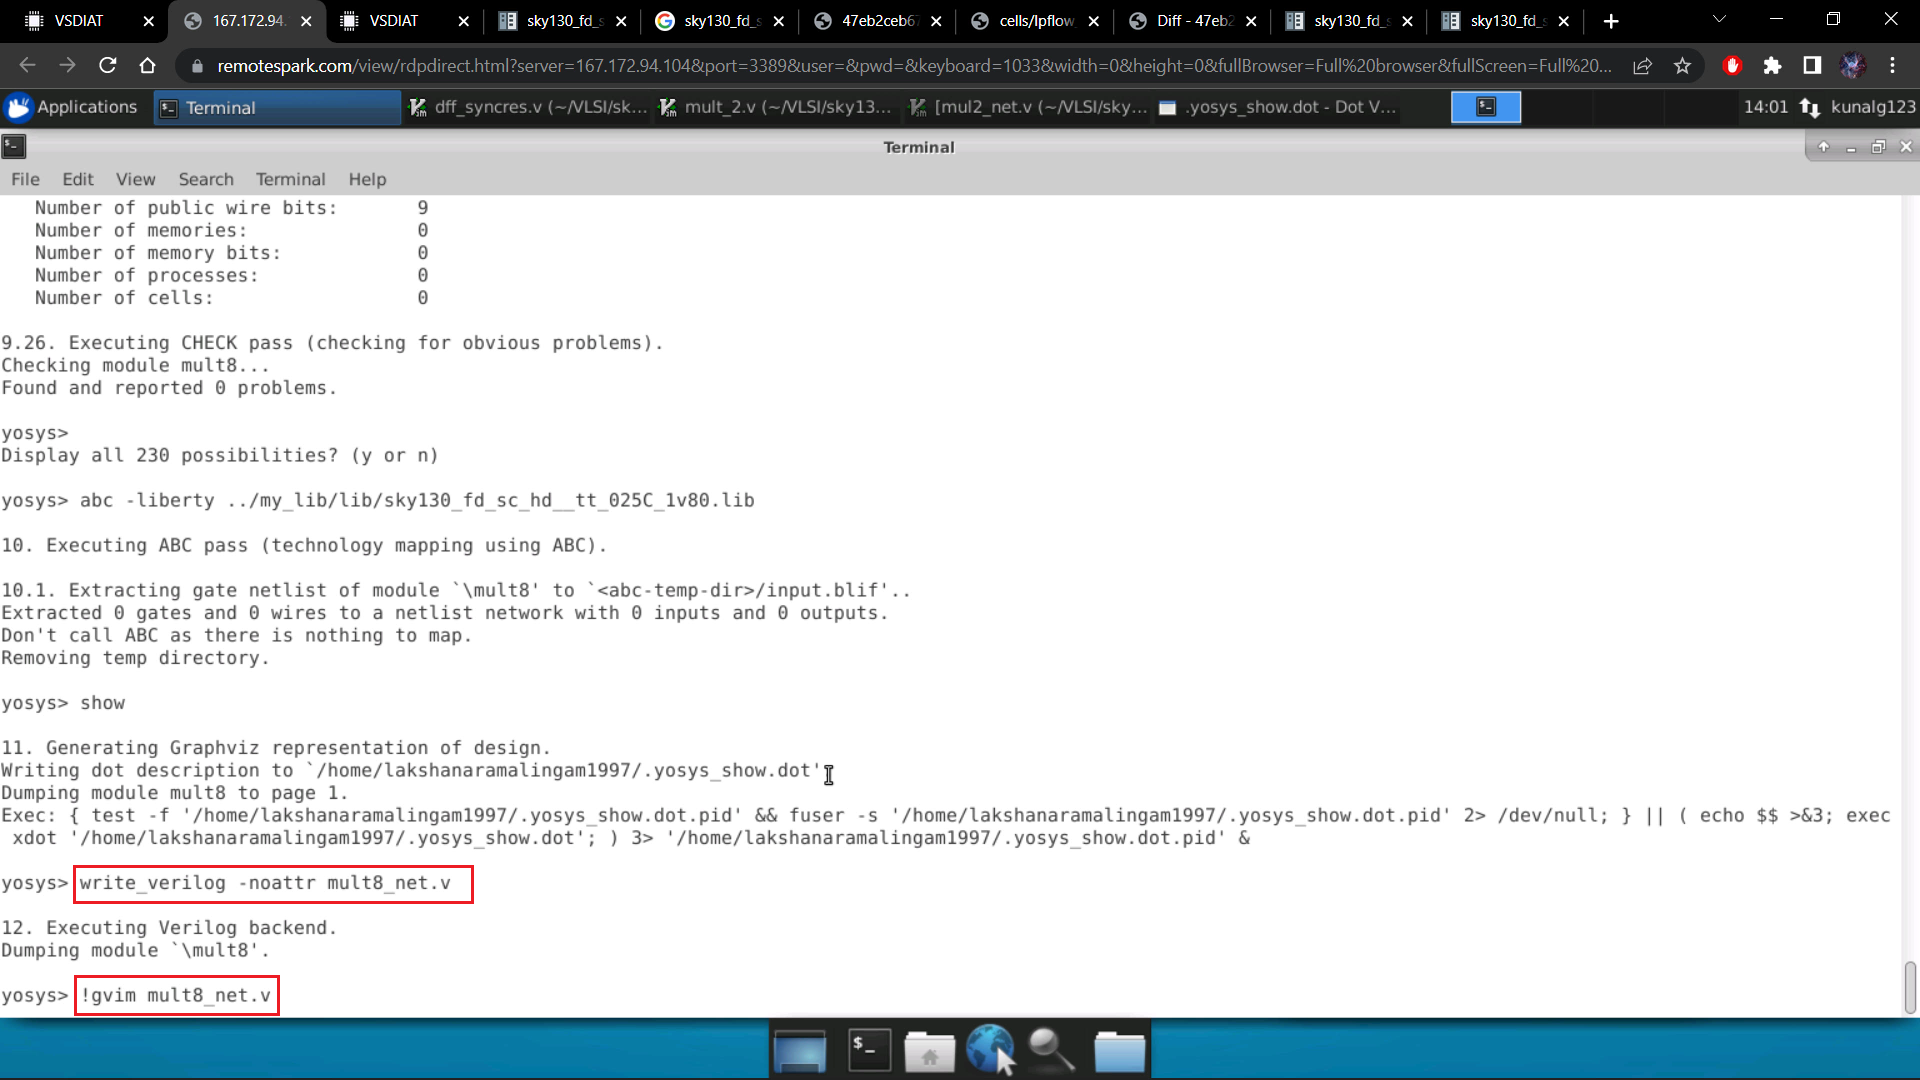 VSDIAT
167.172.94.
VSDIAT
sky130_fd_s
sky130_fd_s
47eb2ceb67
cells/lpflow
Diff - 47eb2
sky130_fd_s
sky130_fd_s
remotespark.com/view/rdpdirect.html?server=167.172.94.104&port=3389&user=&pwd=&keyboard=1033&width=0&height=0&fullBrowser=Full%20browser&fullScreen=Full%20...
Applications
Terminal
dff_syncres.v (~/VLSI/sk...
mult_2.v (~/VLSI/sky13...
[mul2_net.v (~/VLSI/sky...
.yosys_show.dot - Dot V...
14:01
kunalg123
Terminal
File Edit View Search Terminal Help
Number of public wire bits: 9
Number of memories: 0
Number of memory bits: 0
Number of processes: 0
Number of cells: 0
9.26. Executing CHECK pass (checking for obvious problems).
Checking module mult8...
Found and reported 0 problems.
yosys>
Display all 230 possibilities? (y or n)
yosys> abc -liberty ../my_lib/lib/sky130_fd_sc_hd__tt_025C_1v80.lib
10. Executing ABC pass (technology mapping using ABC).
10.1. Extracting gate netlist of module `\mult8' to `<abc-temp-dir>/input.blif'..
Extracted 0 gates and 0 wires to a netlist network with 0 inputs and 0 outputs.
Don't call ABC as there is nothing to map.
Removing temp directory.
yosys> show
11. Generating Graphviz representation of design.
Writing dot description to `/home/lakshanaramalingam1997/.yosys_show.dot'
Dumping module mult8 to page 1.
Exec: { test -f '/home/lakshanaramalingam1997/.yosys_show.dot.pid' && fuser -s '/home/lakshanaramalingam1997/.yosys_show.dot.pid' 2> /dev/null; } || ( echo $$ >&3; exec
xdot '/home/lakshanaramalingam1997/.yosys_show.dot'; ) 3> '/home/lakshanaramalingam1997/.yosys_show.dot.pid' &
yosys> write_verilog -noattr mult8_net.v
12. Executing Verilog backend.
Dumping module `\mult8'.
yosys> !gvim mult8_net.v